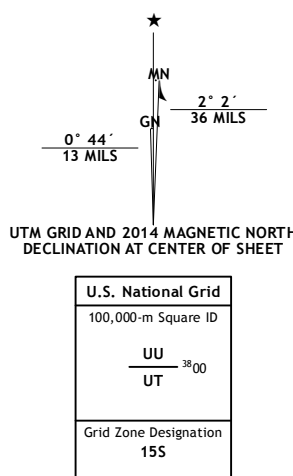 ★
MN
GN
2° 2´
36 MILS
0° 44´
13 MILS
UTM GRID AND 2014 MAGNETIC NORTH
DECLINATION AT CENTER OF SHEET
U.S. National Grid
100,000-m Square ID
UU
³⁸00
UT
Grid Zone Designation
15S